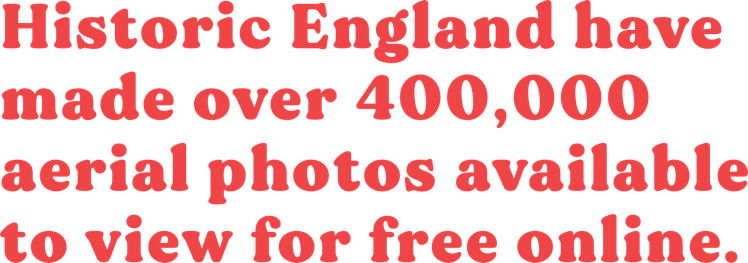 Historic England have
made over 400,000
aerial photos available
to view for free online.